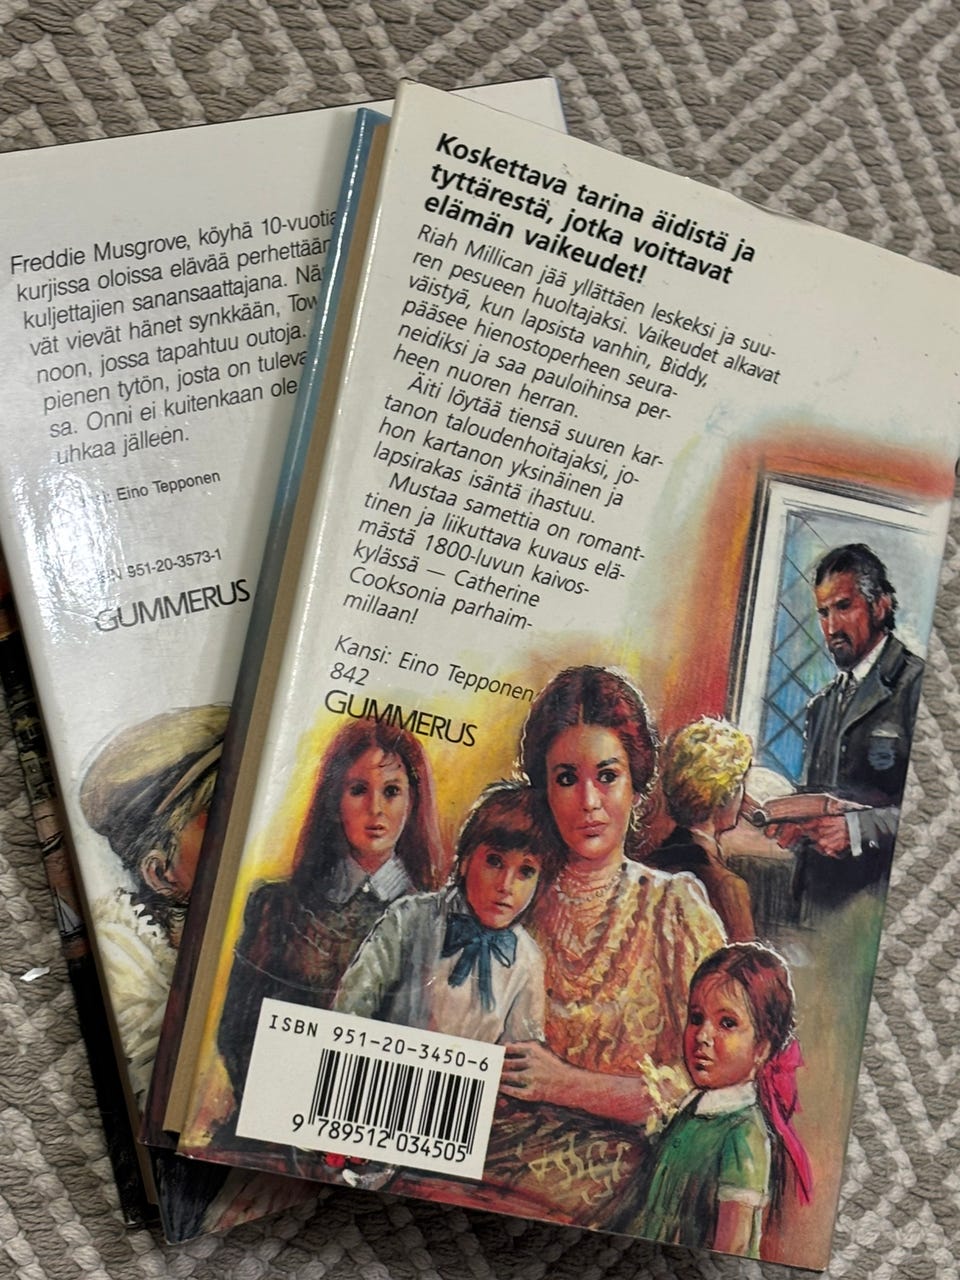 Freddie Musgrove, köyhä 10-vuotia
kurjissa oloissa elävää perhettään
kuljettajien sanansaattajana. Nä
vät vievät hänet synkkään, Tow
noon, jossa tapahtuu outoja.
pienen tytön, josta on tuleva
sa. Onni ei kuitenkaan ole
uhkaa jälleen.
: Eino Tepponen
N 951-20-3573-1
GUMMERUS
Koskettava tarina äidistä ja
tyttärestä, jotka voittavat
elämän vaikeudet!
Riah Millican jää yllättäen leskeksi ja suu-
ren pesueen huoltajaksi. Vaikeudet alkavat
väistyä, kun lapsista vanhin, Biddy,
pääsee hienostoperheen seura-
neidiksi ja saa pauloihinsa per-
heen nuoren herran.
Äiti löytää tiensä suuren kar-
tanon taloudenhoitajaksi, jo-
hon kartanon yksinäinen ja
lapsirakas isäntä ihastuu.
Mustaa samettia on romant-
tinen ja liikuttava kuvaus elä-
mästä 1800-luvun kaivos-
kylässä — Catherine
Cooksonia parhaim-
millaan!
Kansi: Eino Tepponen
842
GUMMERUS
ISBN 951-20-3450-6
9 789512 034505